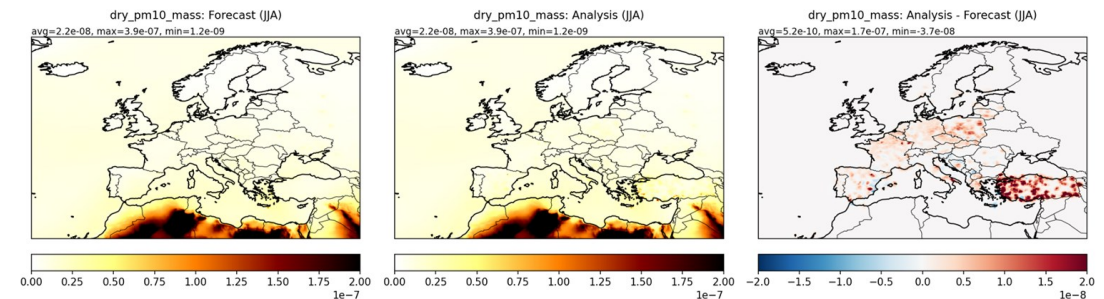 dry_pm10_mass: Forecast (JJA)
avg=2.2e-08, max=3.9e-07, min=1.2e-09
0.00 0.25 0.50 0.75 1.00 1.25 1.50 1.75 2.00
1e−7
dry_pm10_mass: Analysis (JJA)
avg=2.2e-08, max=3.9e-07, min=1.2e-09
0.00 0.25 0.50 0.75 1.00 1.25 1.50 1.75 2.00
1e−7
dry_pm10_mass: Analysis - Forecast (JJA)
avg=5.2e-10, max=1.7e-07, min=-3.7e-08
−2.0 −1.5 −1.0 −0.5 0.0 0.5 1.0 1.5 2.0
1e−8